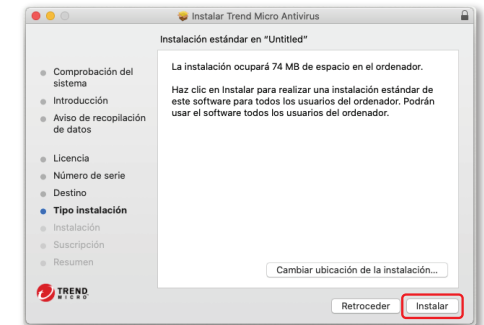 Instalar Trend Micro Antivirus
Instalación estándar en "Untitled"
Comprobación del
sistema
Introducción
Aviso de recopilación
de datos
Licencia
Número de serie
Destino
Tipo instalación
Instalación
Suscripción
Resumen
La instalación ocupará 74 MB de espacio en el ordenador.
Haz clic en Instalar para realizar una instalación estándar de
este software para todos los usuarios del ordenador. Podrán
usar el software todos los usuarios del ordenador.
Cambiar ubicación de la instalación...
TREND
MICRO
Retroceder
Instalar